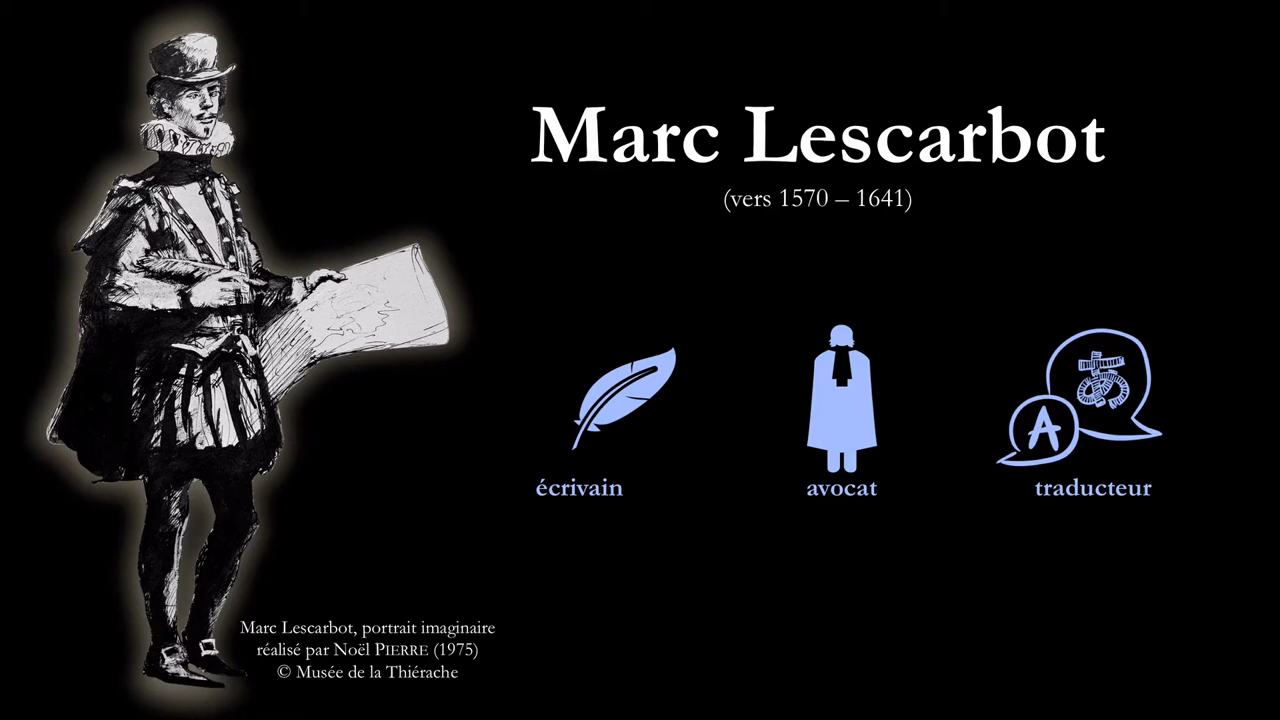 Marc Lescarbot
(vers 1570 – 1641)
あ
A
écrivain
avocat
traducteur
Marc Lescarbot, portrait imaginaire
réalisé par Noël PIERRE (1975)
© Musée de la Thiérache